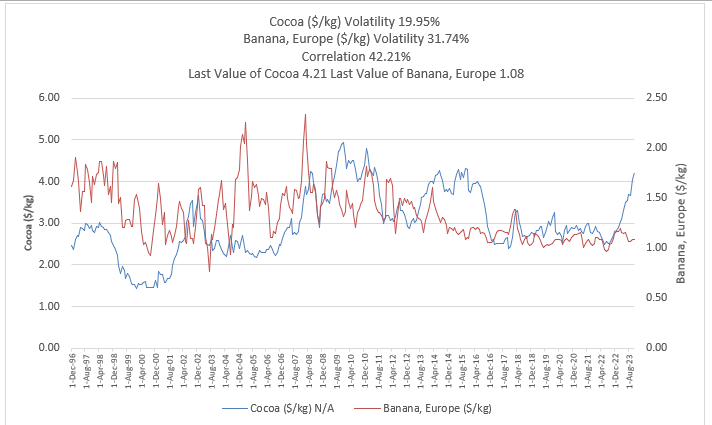 Cocoa ($/kg) Volatility 19.95%
Banana, Europe ($/kg) Volatility 31.74%
Correlation 42.21%
Last Value of Cocoa 4.21 Last Value of Banana, Europe 1.08
6.00
5.00
4.00
3.00
2.00
1.00
0.00
Cocoa ($/kg)
2.50
2.00
1.50
1.00
0.50
0.00
Banana, Europe ($/kg)
1-Dec-96
1-Aug-97
1-Apr-98
1-Dec-98
1-Aug-99
1-Apr-00
1-Dec-00
1-Aug-01
1-Apr-02
1-Dec-02
1-Aug-03
1-Apr-04
1-Dec-04
1-Aug-05
1-Apr-06
1-Dec-06
1-Aug-07
1-Apr-08
1-Dec-08
1-Aug-09
1-Apr-10
1-Dec-10
1-Aug-11
1-Apr-12
1-Dec-12
1-Aug-13
1-Apr-14
1-Dec-14
1-Aug-15
1-Apr-16
1-Dec-16
1-Aug-17
1-Apr-18
1-Dec-18
1-Aug-19
1-Apr-20
1-Dec-20
1-Aug-21
1-Apr-22
1-Dec-22
1-Aug-23
Cocoa ($/kg) N/A
Banana, Europe ($/kg)